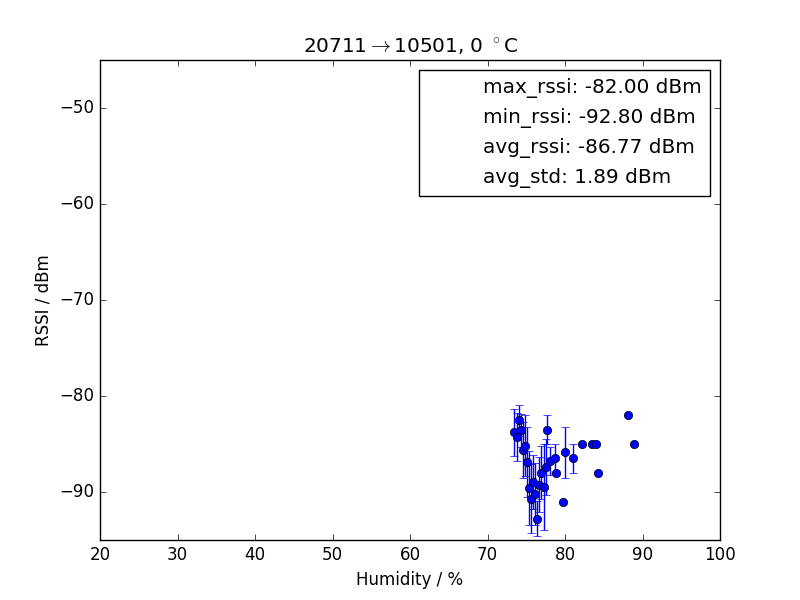 20711→10501, 0 °C
max_rssi: -82.00 dBm
min_rssi: -92.80 dBm
avg_rssi: -86.77 dBm
avg_std: 1.89 dBm
RSSI / dBm
−50
−60
−70
−80
−90
20 30 40 50 60 70 80 90 100
Humidity / %